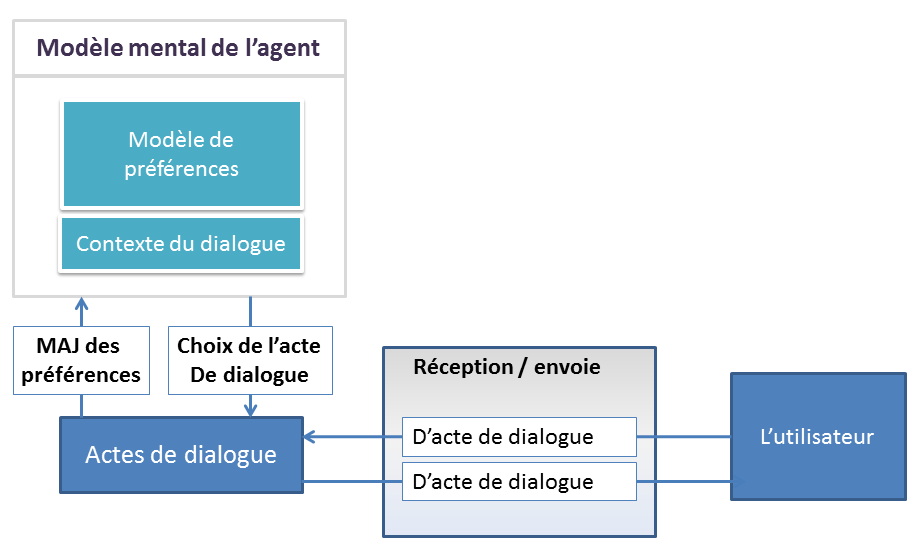 Modèle mental de l’agent
Modèle de
préférences
Contexte du dialogue
MAJ des
préférences
Choix de l’acte
De dialogue
Réception / envoie
D’acte de dialogue
D’acte de dialogue
Actes de dialogue
L’utilisateur